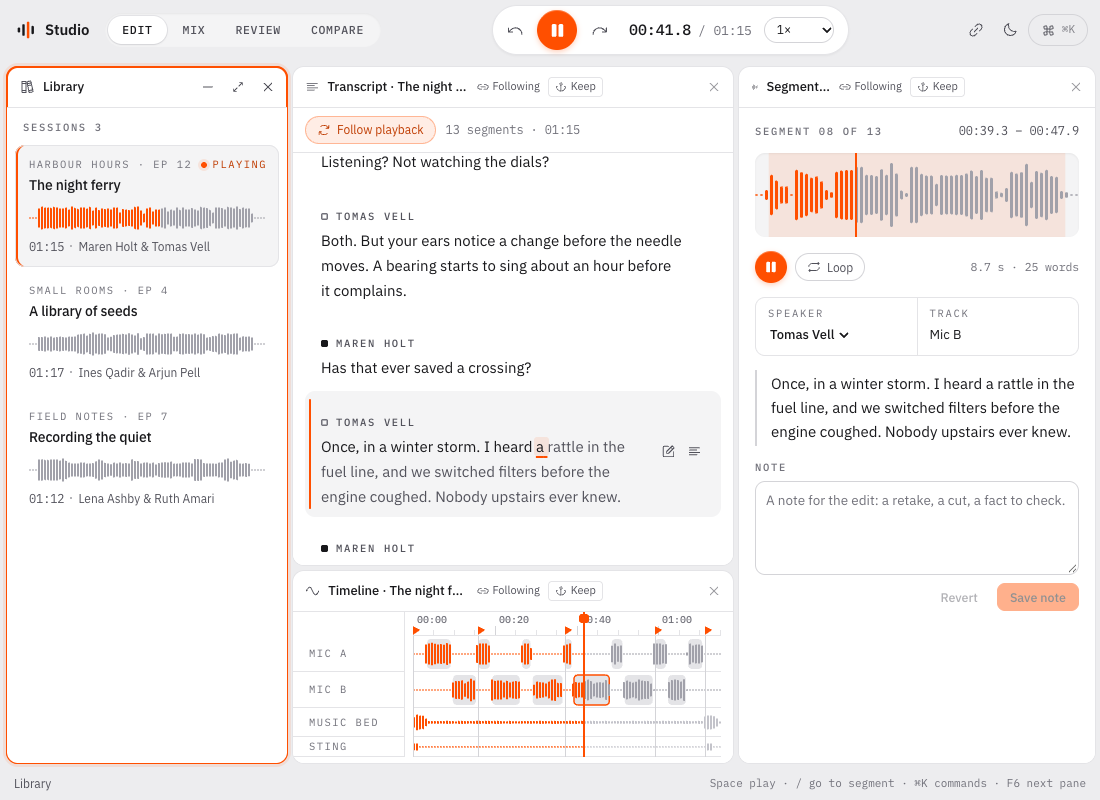 Studio
EDIT MIX REVIEW COMPARE
00:41.8 / 01:15 1×
⌘ ⌘K
Library
SESSIONS 3
HARBOUR HOURS · EP 12 PLAYING
The night ferry
01:15 · Maren Holt & Tomas Vell
SMALL ROOMS · EP 4
A library of seeds
01:17 · Ines Qadir & Arjun Pell
FIELD NOTES · EP 7
Recording the quiet
01:12 · Lena Ashby & Ruth Amari
Transcript · The night ... Following Keep
Follow playback 13 segments · 01:15
Listening? Not watching the dials?
TOMAS VELL
Both. But your ears notice a change before the needle
moves. A bearing starts to sing about an hour before
it complains.
MAREN HOLT
Has that ever saved a crossing?
TOMAS VELL
Once, in a winter storm. I heard a rattle in the
fuel line, and we switched filters before the
engine coughed. Nobody upstairs ever knew.
MAREN HOLT
Timeline · The night f... Following Keep
00:00 00:20 0:40 01:00
MIC A
MIC B
MUSIC BED
STING
Segment... Following Keep
SEGMENT 08 OF 13 00:39.3 – 00:47.9
Loop 8.7 s · 25 words
SPEAKER TRACK
Tomas Vell Mic B
Once, in a winter storm. I heard a rattle in the
fuel line, and we switched filters before the
engine coughed. Nobody upstairs ever knew.
NOTE
A note for the edit: a retake, a cut, a fact to check.
Revert Save note
Library
Space play · / go to segment · ⌘K commands · F6 next pane